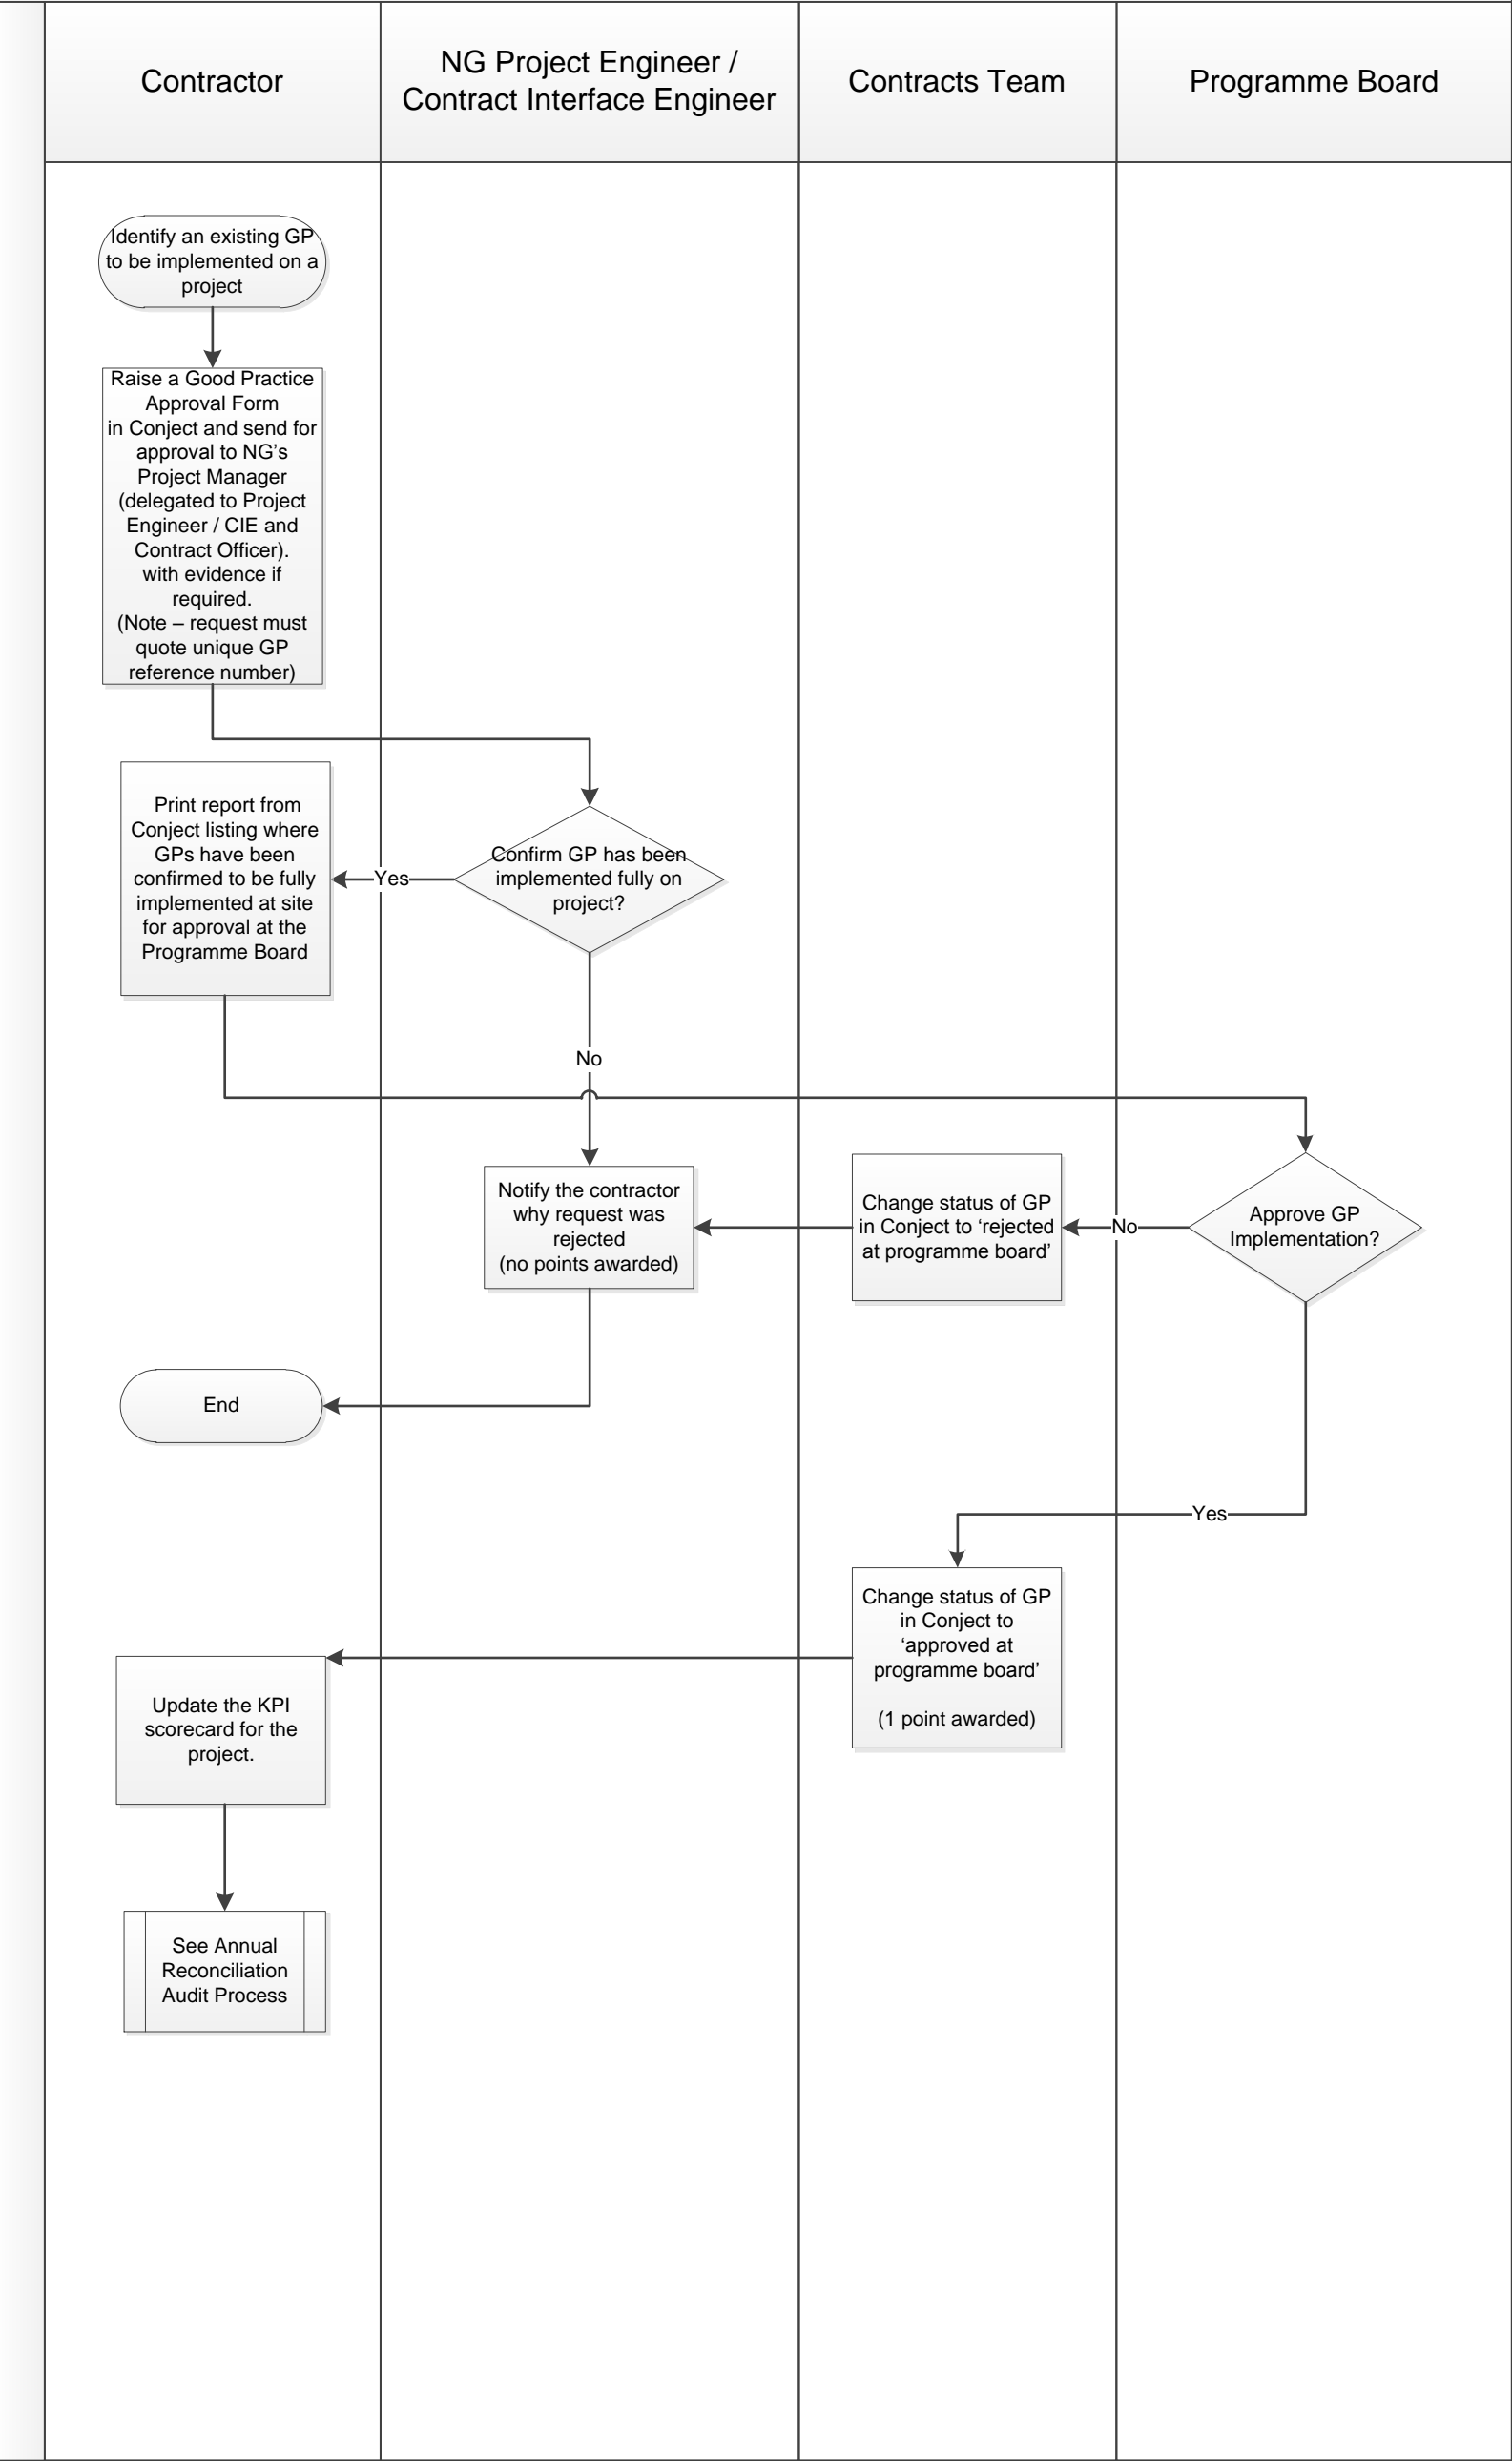 Contractor
NG Project Engineer /
Contract Interface Engineer
Contracts Team
Programme Board
Identify an existing GP
to be implemented on a
project
Raise a Good Practice
Approval Form
in Conject and send for
approval to NG’s
Project Manager
(delegated to Project
Engineer / CIE and
Contract Officer).
with evidence if
required.
(Note – request must
quote unique GP
reference number)
Print report from
Conject listing where
GPs have been
confirmed to be fully
implemented at site
for approval at the
Programme Board
Yes
Confirm GP has been
implemented fully on
project?
No
Notify the contractor
why request was
rejected
(no points awarded)
Change status of GP
in Conject to ‘rejected
at programme board’
No
Approve GP
Implementation?
End
Yes
Change status of GP
in Conject to
‘approved at
programme board’
(1 point awarded)
Update the KPI
scorecard for the
project.
See Annual
Reconciliation
Audit Process